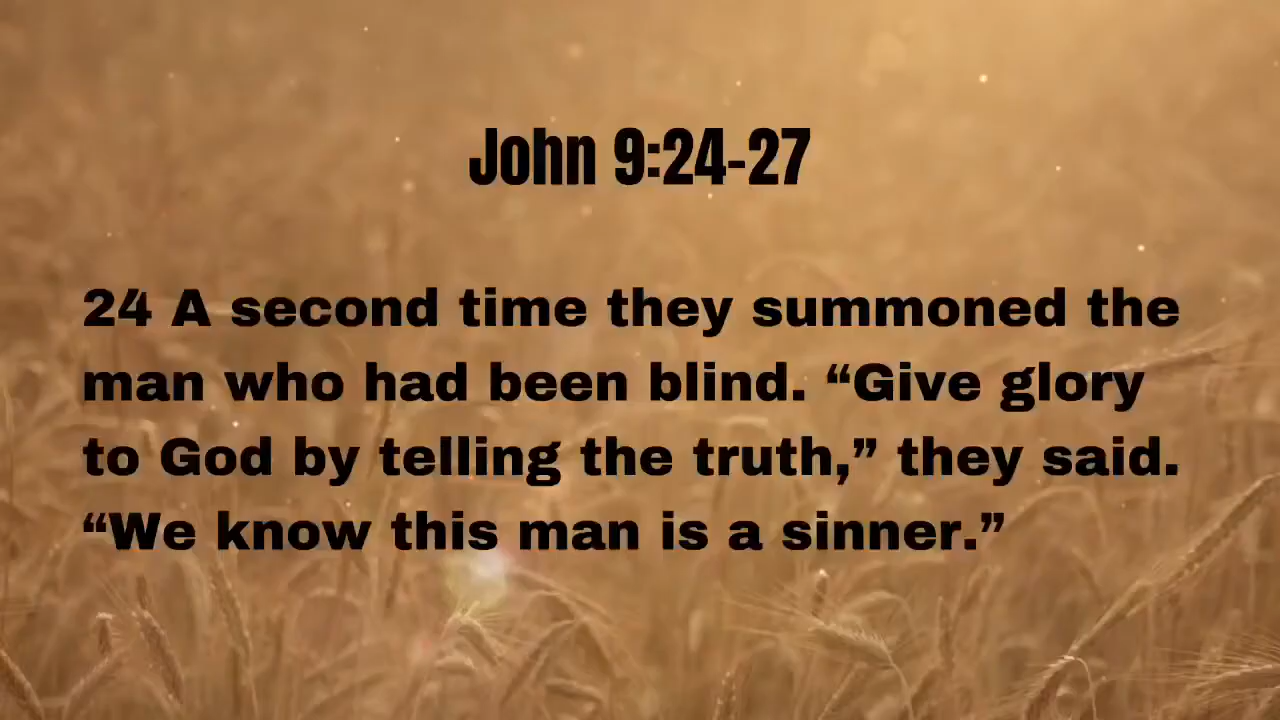 John 9:24-27
24 A second time they summoned the
man who had been blind. “Give glory
to God by telling the truth,” they said.
“We know this man is a sinner.”